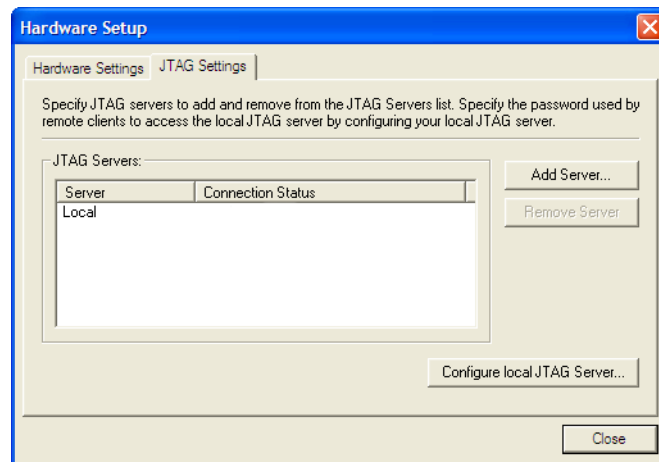 Hardware Setup
Hardware Settings JTAG Settings
Specify JTAG servers to add and remove from the JTAG Servers list. Specify the password used by
remote clients to access the local JTAG server by configuring your local JTAG server.
JTAG Servers:
Add Server...
Server Connection Status
Local
Remove Server
Configure local JTAG Server...
Close